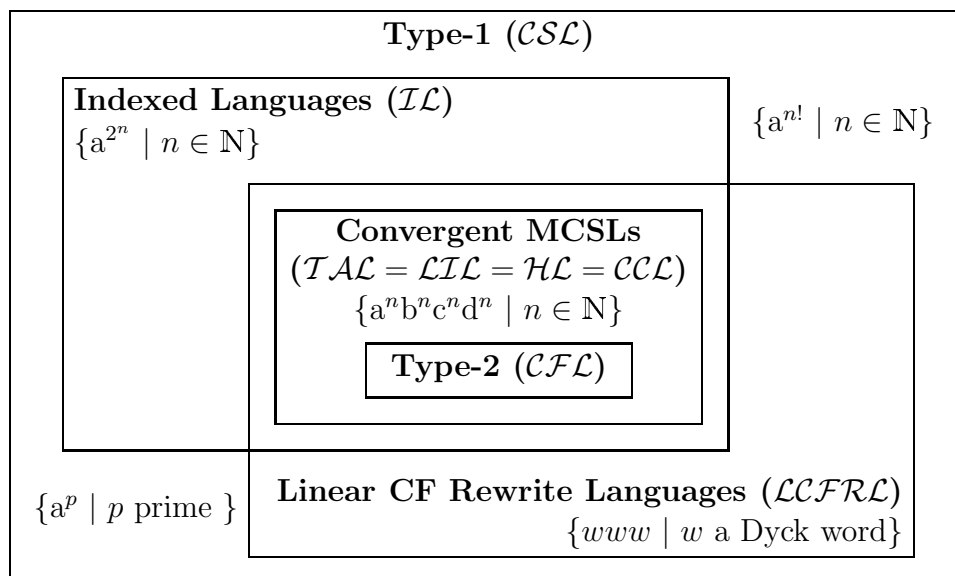 Type-1 (𝒞𝒮ℒ)
Indexed Languages (ℐℒ)
{a^{2^n} | n ∈ ℕ}
{a^{n!} | n ∈ ℕ}
Convergent MCSLs
(𝒯𝒜ℒ = ℒℐℒ = ℋℒ = 𝒞𝒞ℒ)
{aⁿbⁿcⁿdⁿ | n ∈ ℕ}
Type-2 (𝒞ℱℒ)
{a^p | p prime }
Linear CF Rewrite Languages (ℒ𝒞ℱℛℒ)
{www | w a Dyck word}